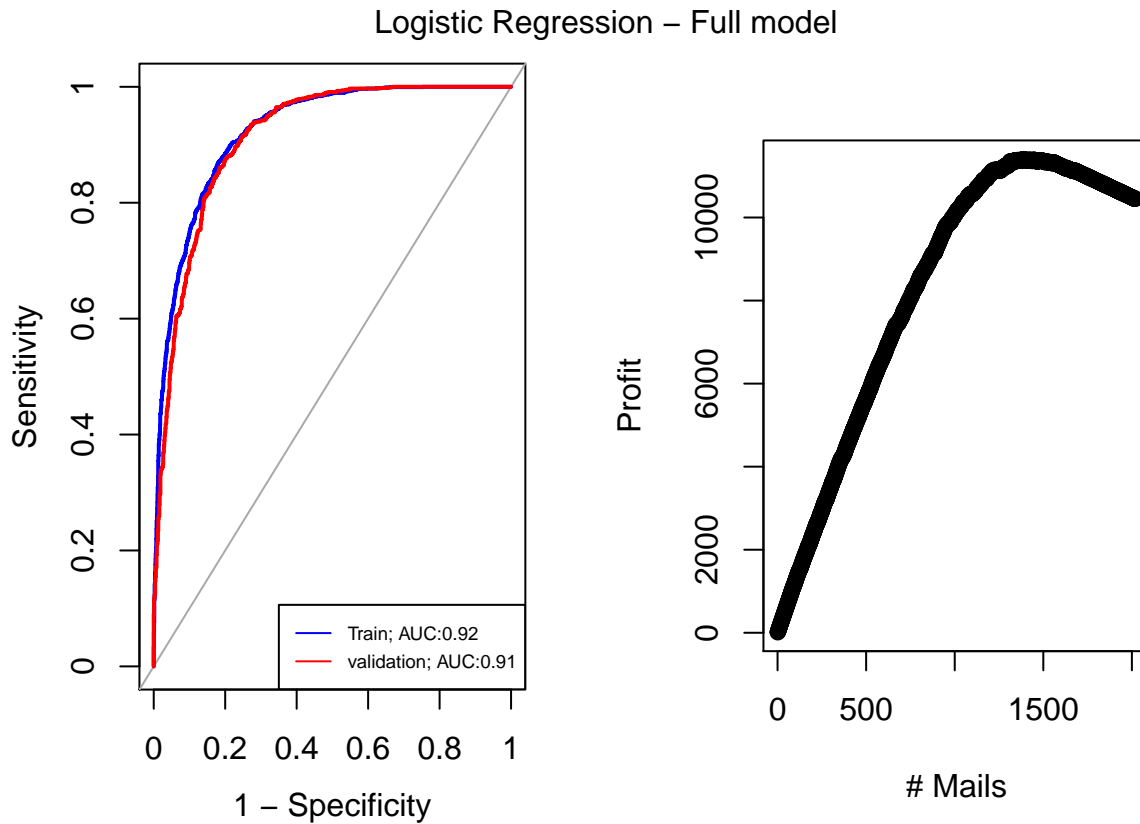 Logistic Regression – Full model
Sensitivity
1
0.8
0.6
0.4
0.2
0
Train; AUC:0.92
validation; AUC:0.91
0 0.2 0.4 0.6 0.8 1
1 – Specificity
Profit
10000
6000
2000
0
0 500 1500
# Mails